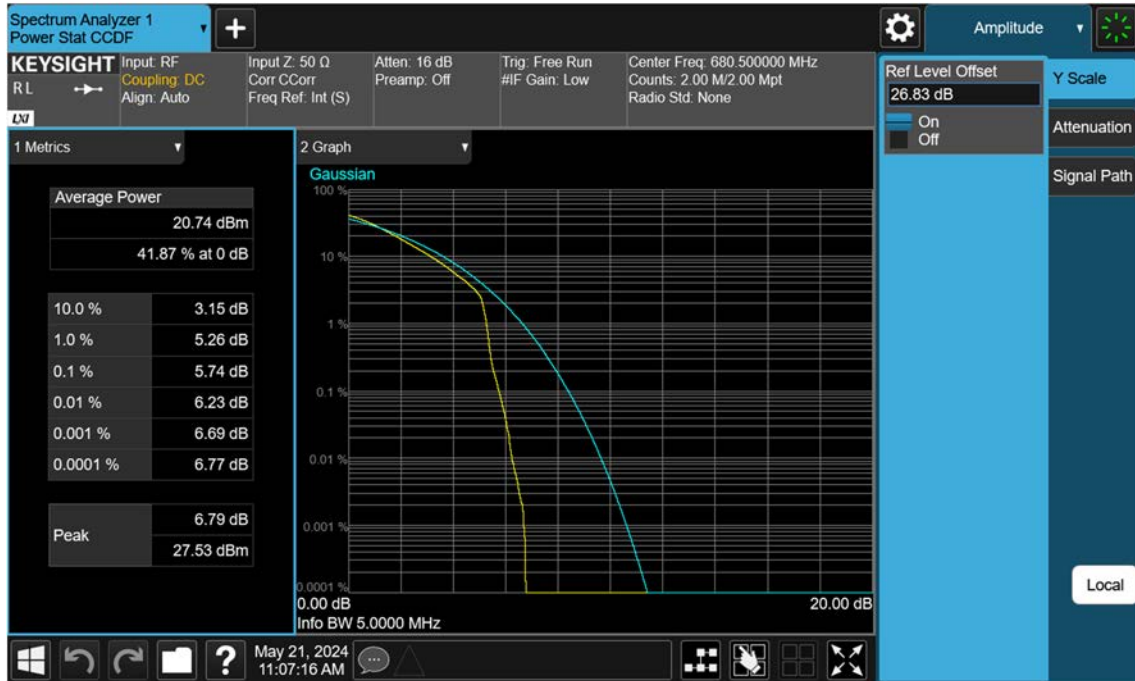 Spectrum Analyzer 1
Power Stat CCDF
Amplitude
KEYSIGHT
R L
LXI
Input: RF
Coupling: DC
Align: Auto
Input Z: 50 Ω
Corr CCorr
Freq Ref: Int (S)
Atten: 16 dB
Preamp: Off
Trig: Free Run
#IF Gain: Low
Center Freq: 680.500000 MHz
Counts: 2.00 M/2.00 Mpt
Radio Std: None
Ref Level Offset
26.83 dB
On
Off
Y Scale
Attenuation
Signal Path
1 Metrics
Average Power
20.74 dBm
41.87 % at 0 dB
10.0 % 3.15 dB
1.0 % 5.26 dB
0.1 % 5.74 dB
0.01 % 6.23 dB
0.001 % 6.69 dB
0.0001 % 6.77 dB
Peak
6.79 dB
27.53 dBm
2 Graph
Gaussian
100 %
10 %
1 %
0.1 %
0.01 %
0.001 %
0.0001 %
0.00 dB 20.00 dB
Info BW 5.0000 MHz
Local
?
May 21, 2024
11:07:16 AM